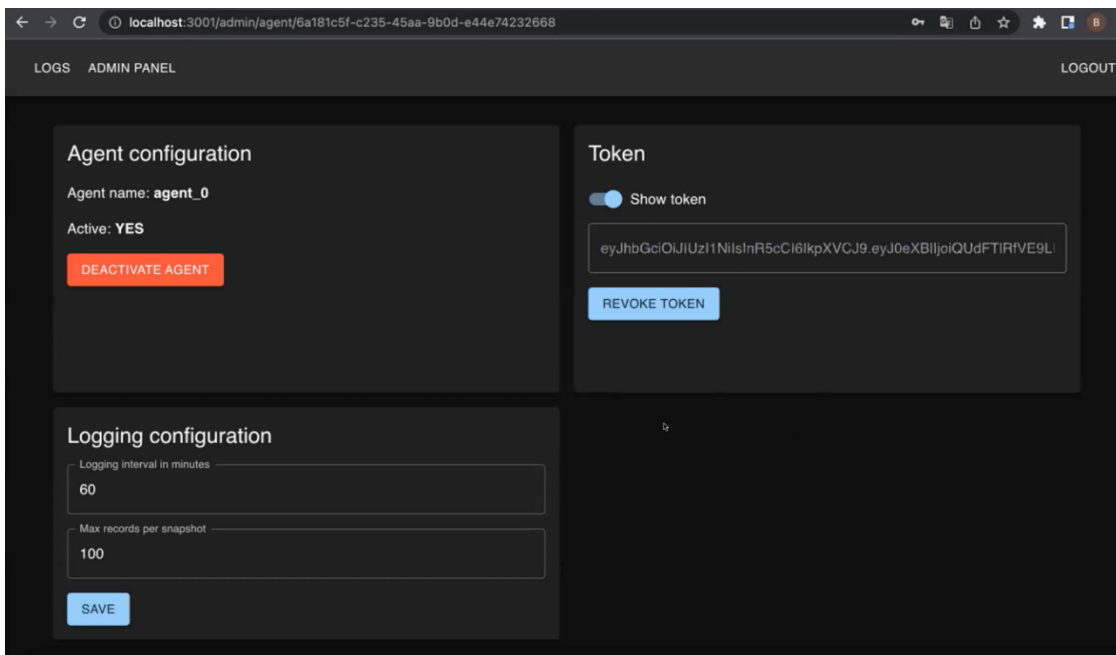 localhost:3001/admin/agent/6a181c5f-c235-45aa-9b0d-e44e74232668
B
LOGS ADMIN PANEL LOGOUT
Agent configuration
Agent name: agent_0
Active: YES
DEACTIVATE AGENT
Token
Show token
eyJhbGciOiJIUzI1NiIsInR5cCI6IkpXVCJ9.eyJ0eXBlIjoiQUdFTlRfVE9L
REVOKE TOKEN
Logging configuration
Logging interval in minutes
60
Max records per snapshot
100
SAVE